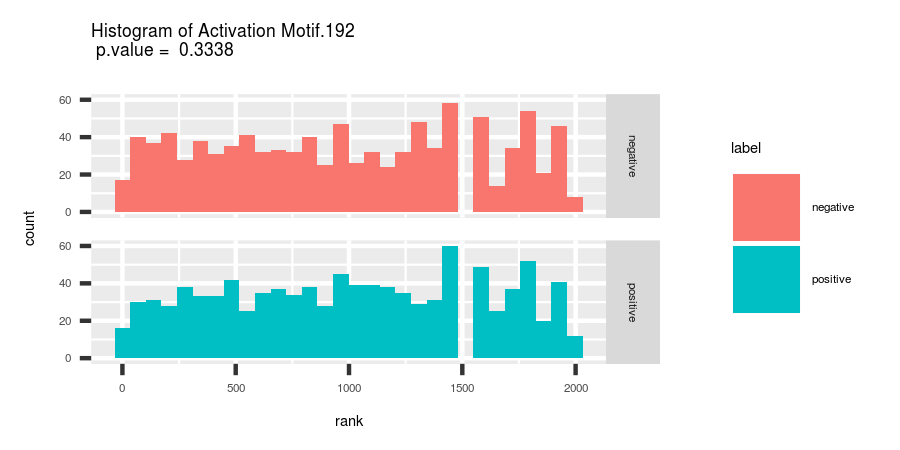 Histogram of Activation Motif.192
p.value =  0.3338
count
60
40
20
0
negative
60
40
20
0
positive
0
500
1000
1500
2000
rank
label
negative
positive